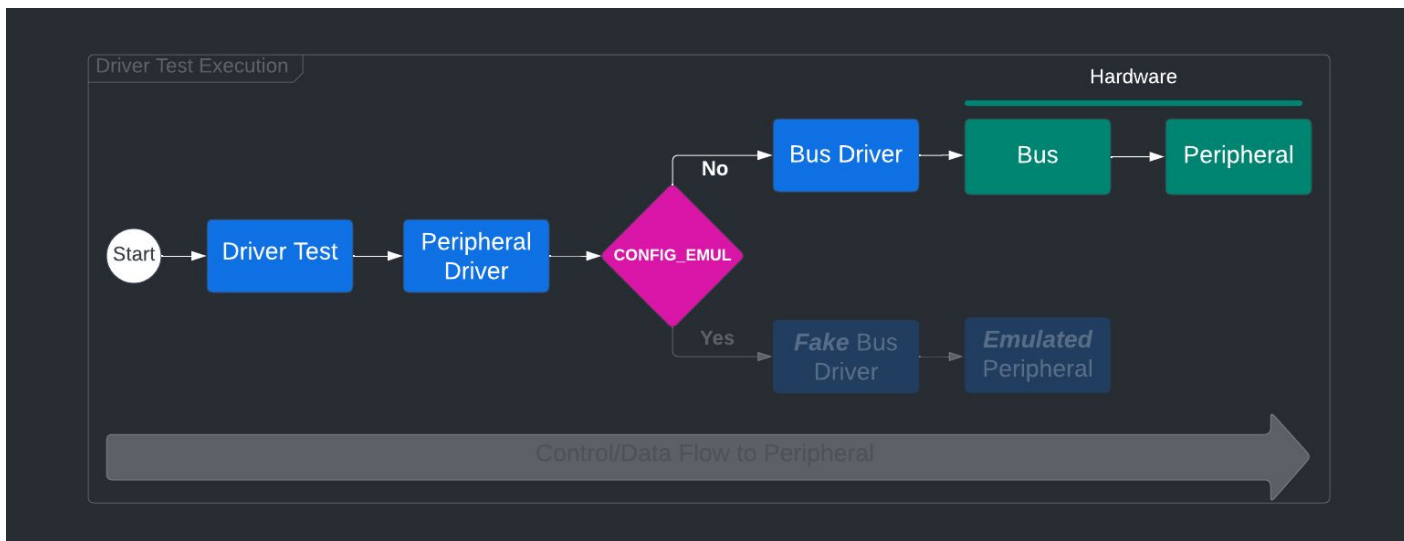 Driver Test Execution
Hardware
Bus Driver
Bus
Peripheral
No
Start
Driver Test
Peripheral
Driver
CONFIG_EMUL
Yes
Fake Bus
Driver
Emulated
Peripheral
Control/Data Flow to Peripheral